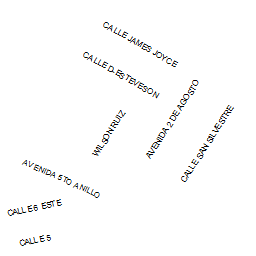 CALLE JAMES JOYCE
CALLE D. ESTEVESON
WILSON RUIZ
AVENIDA 2 DE AGOSTO
CALLE SAN SILVESTRE
AVENIDA 5TO ANILLO
CALLE 6 ESTE
CALLE 5